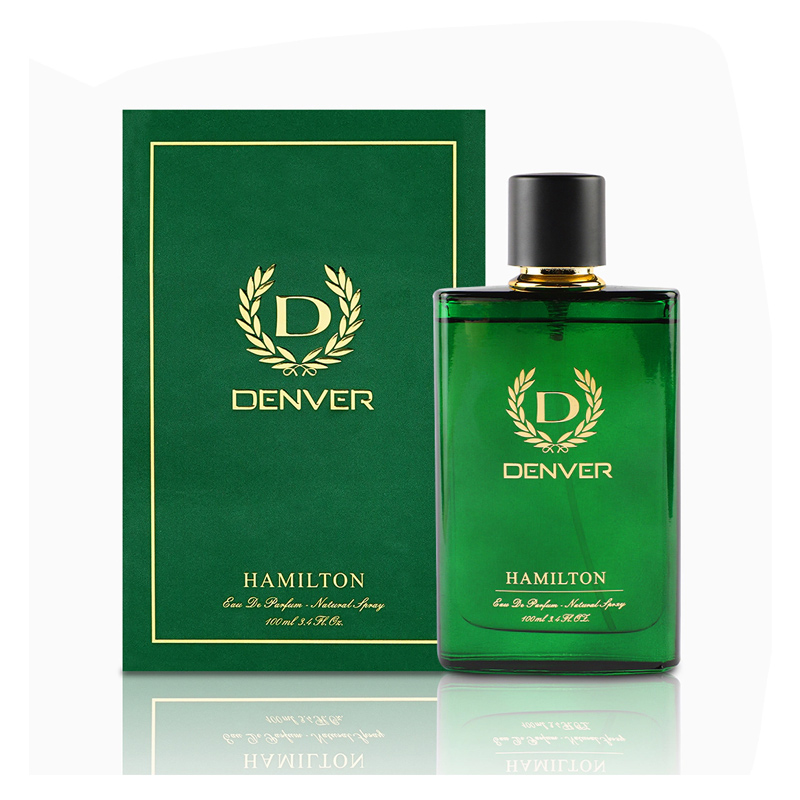 D
DENVER
HAMILTON
Eau De Parfum - Natural Spray
100ml 3.4 Fl. Oz.
D
DENVER
HAMILTON
Eau De Parfum - Natural Spray
100ml 3.4 Fl. OZ.